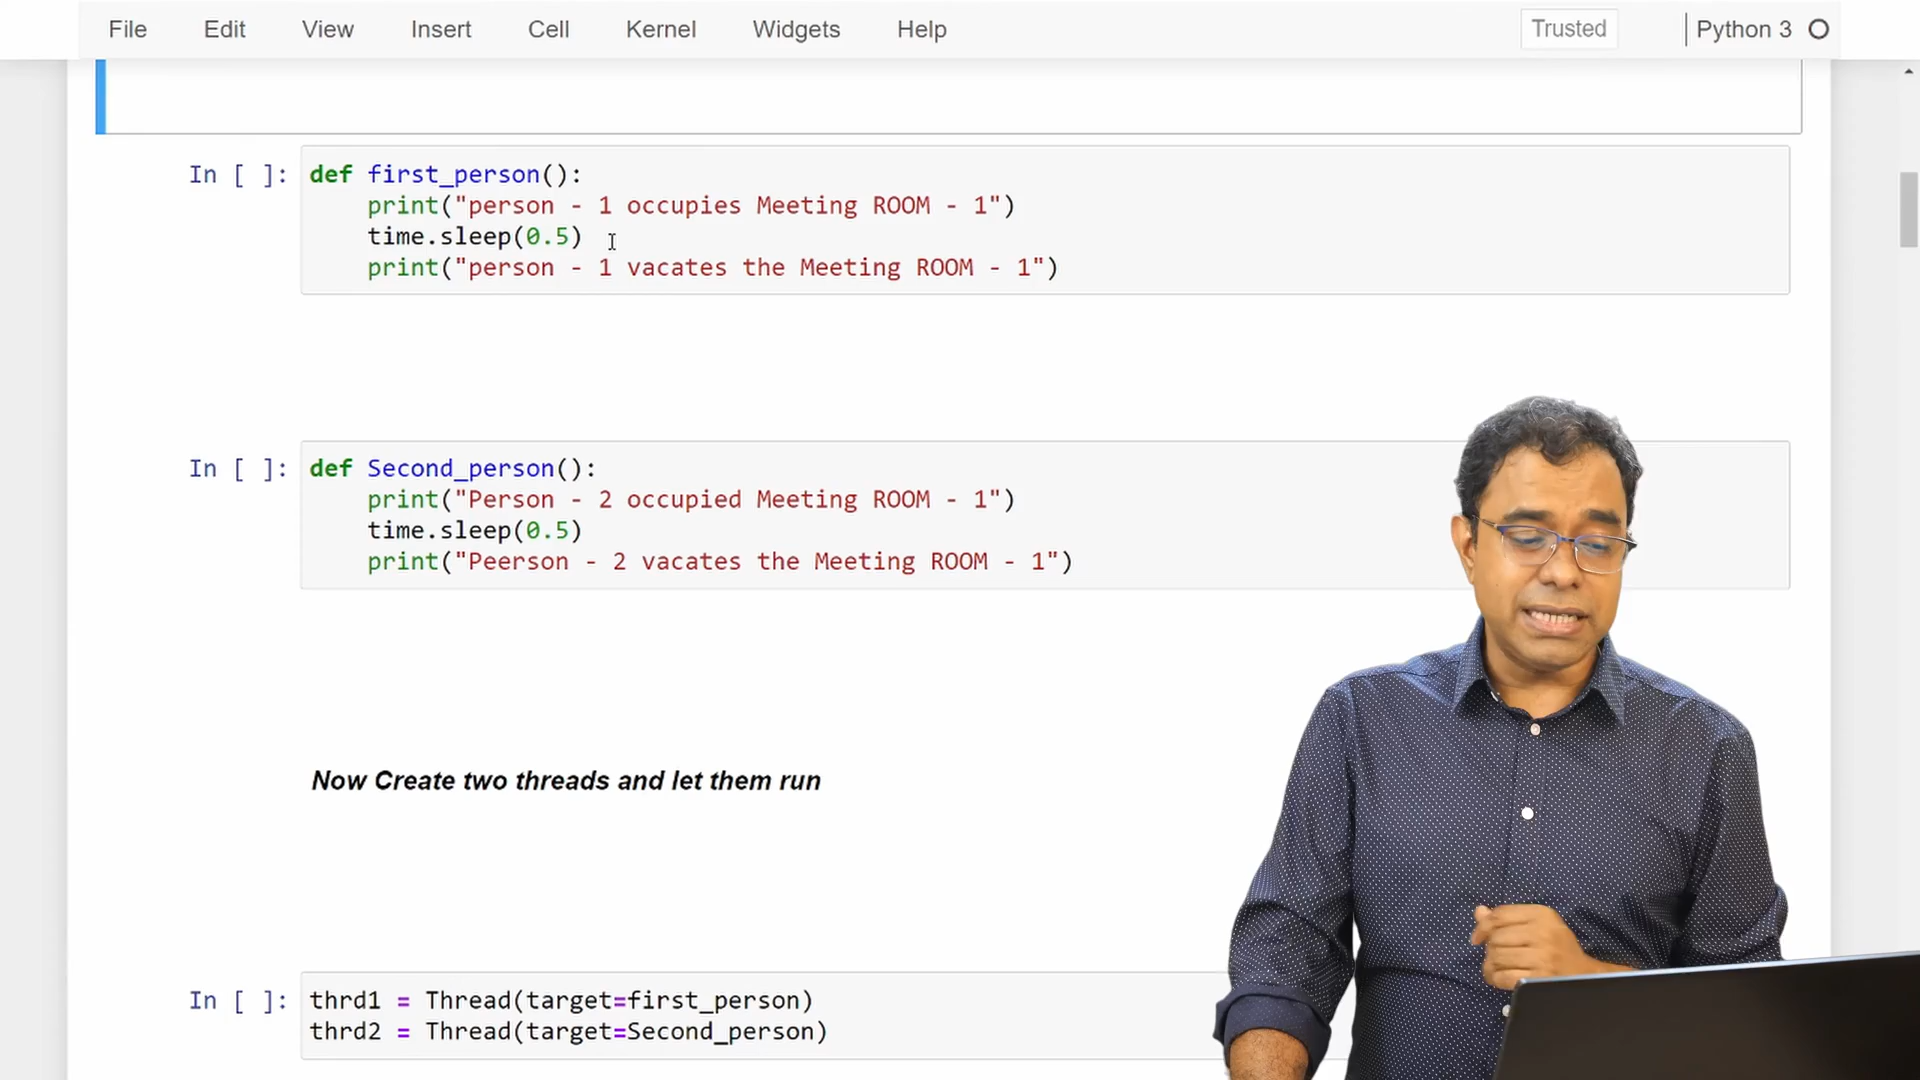 File Edit View Insert Cell Kernel Widgets Help Trusted Python 3
In [ ]: def first_person():
print("person - 1 occupies Meeting ROOM - 1")
time.sleep(0.5)
print("person - 1 vacates the Meeting ROOM - 1")
In [ ]: def Second_person():
print("Person - 2 occupied Meeting ROOM - 1")
time.sleep(0.5)
print("Peerson - 2 vacates the Meeting ROOM - 1")
Now Create two threads and let them run
In [ ]: thrd1 = Thread(target=first_person)
thrd2 = Thread(target=Second_person)